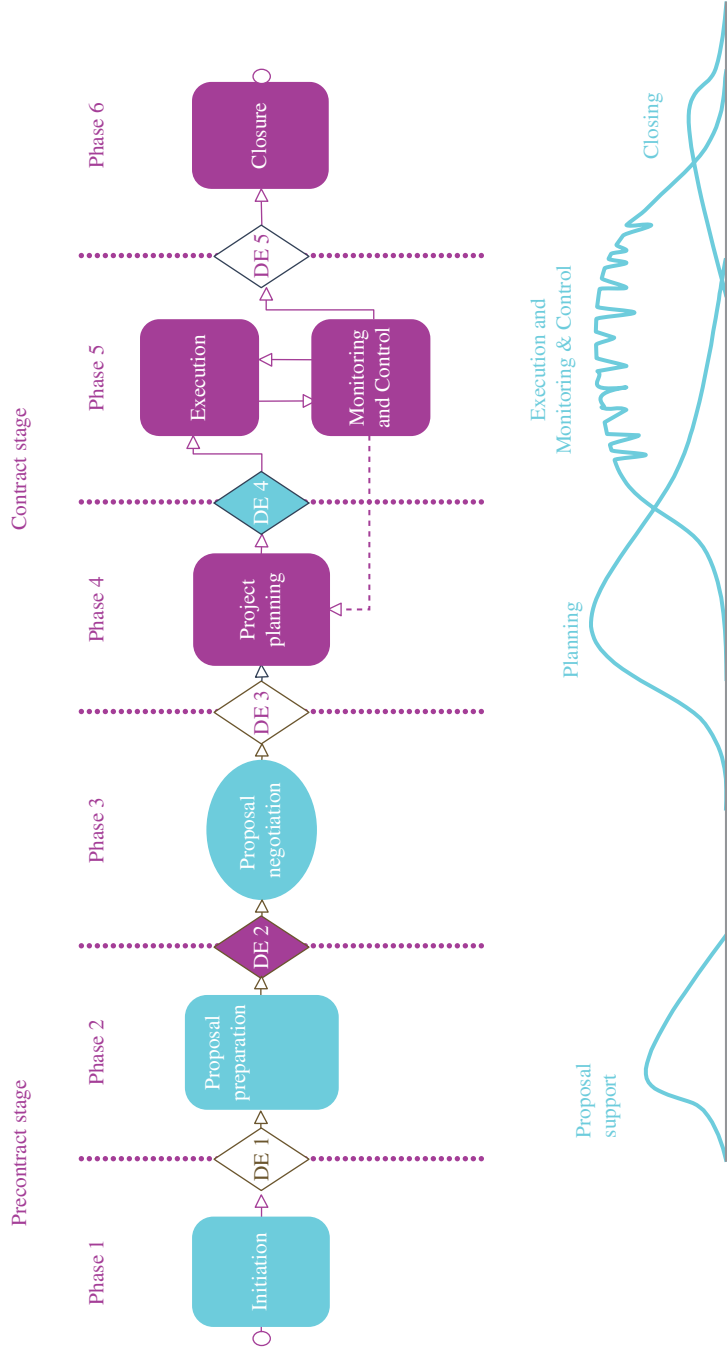 Precontract stage
Contract stage
Phase 1
Phase 2
Phase 3
Phase 4
Phase 5
Phase 6
Initiation
DE 1
Proposal
preparation
DE 2
Proposal
negotiation
DE 3
Project
planning
DE 4
Execution
Monitoring
and Control
DE 5
Closure
Proposal
support
Planning
Execution and
Monitoring & Control
Closing